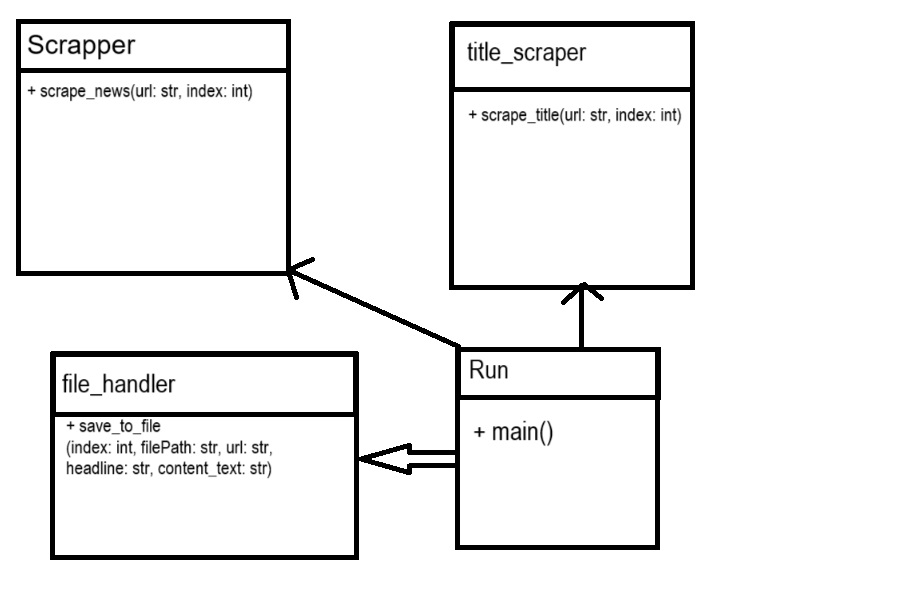 Scrapper
+ scrape_news(url: str, index: int)
title_scraper
+ scrape_title(url: str, index: int)
file_handler
+ save_to_file
(index: int, filePath: str, url: str,
headline: str, content_text: str)
Run
+ main()